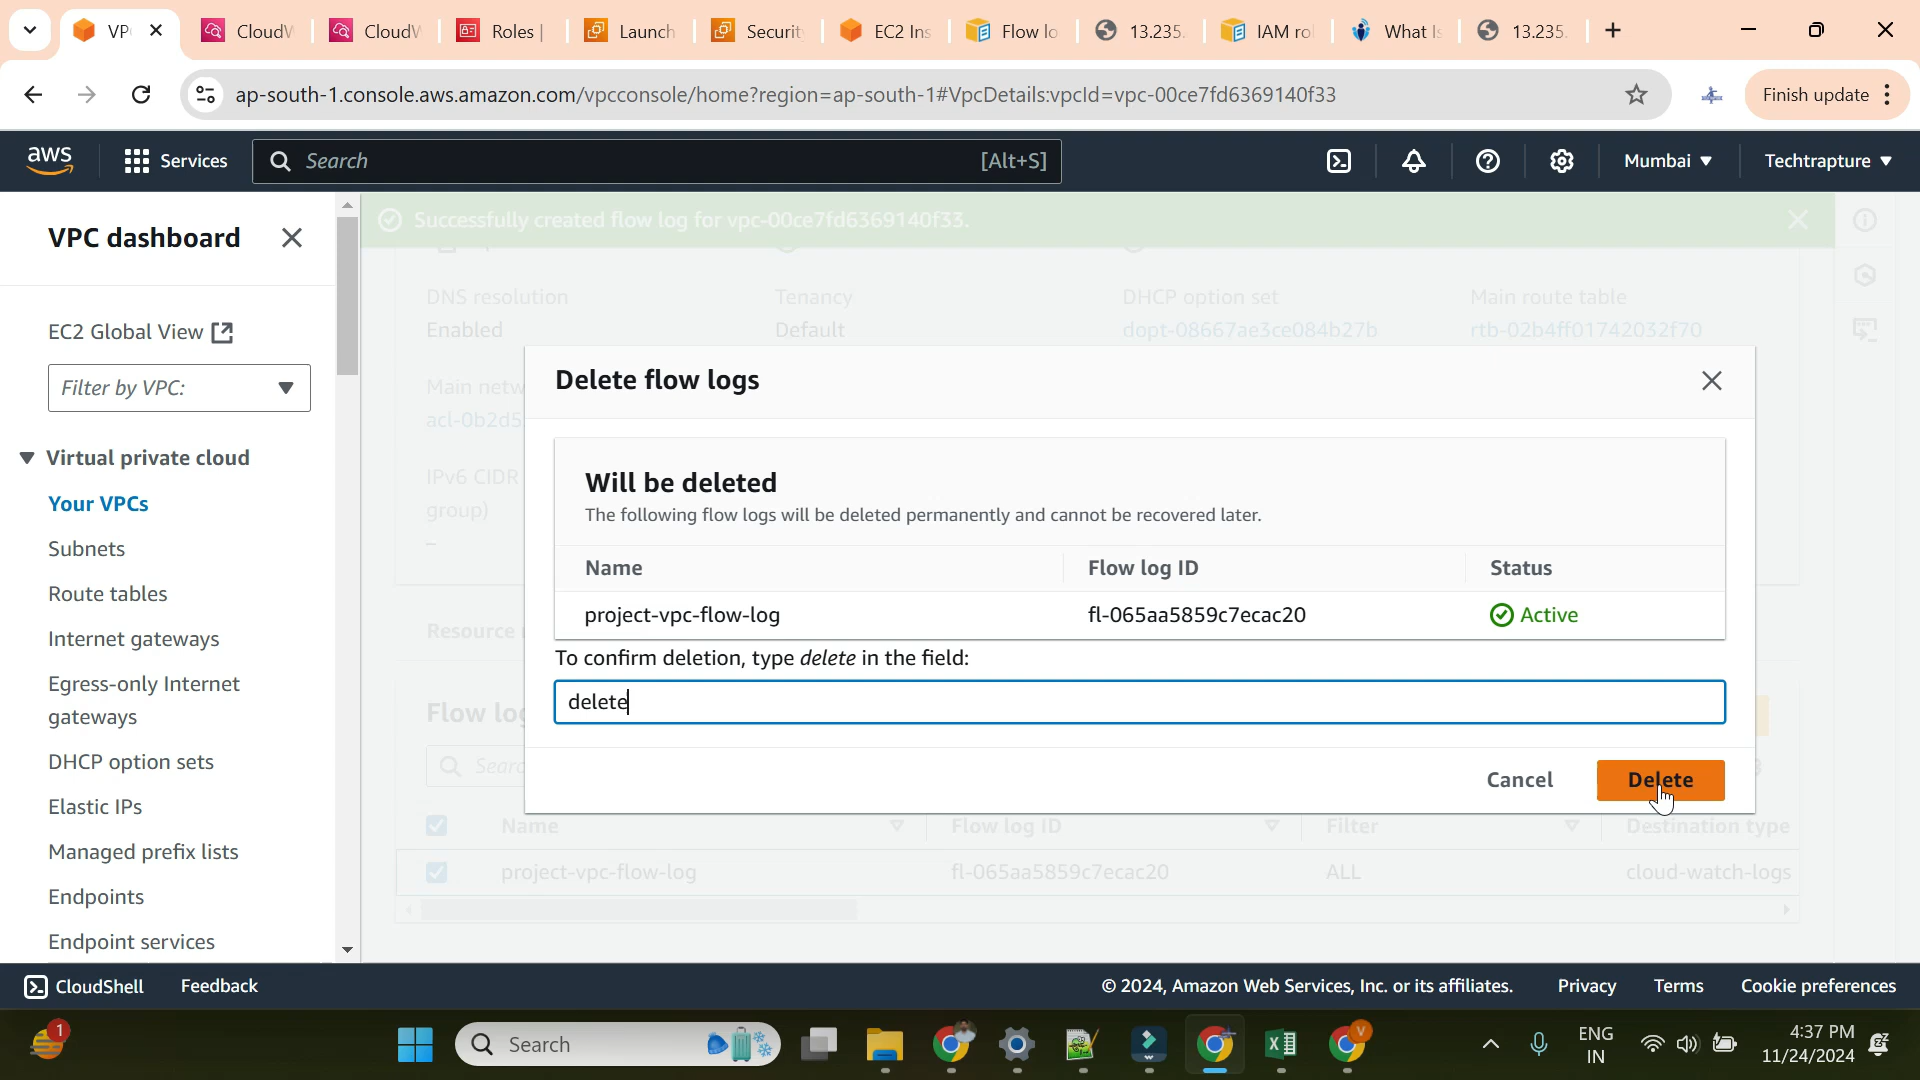 VP
CloudW
CloudW
Roles |
Launch
Securit
EC2 Ins
Flow lo
13.235.
IAM ro
What Is
13.235.
ap-south-1.console.aws.amazon.com/vpcconsole/home?region=ap-south-1#VpcDetails:vpcId=vpc-00ce7fd6369140f33
Finish update
aws
Services
Search
[Alt+S]
Mumbai
Techtrapture
VPC dashboard
EC2 Global View
Filter by VPC:
Virtual private cloud
Your VPCs
Subnets
Route tables
Internet gateways
Egress-only Internet
gateways
DHCP option sets
Elastic IPs
Managed prefix lists
Endpoints
Endpoint services
Successfully created flow log for vpc-00ce7fd6369140f33.
DNS resolution
Enabled
Tenancy
Default
DHCP option set
dopt-08667ae3ce084b27b
Main route table
rtb-02b4ff01742032f70
Main netw
acl-0b2d5
IPv6 CIDR
group)
–
Resource
Flow log
Sear
Delete flow logs
Will be deleted
The following flow logs will be deleted permanently and cannot be recovered later.
Name
Flow log ID
Status
project-vpc-flow-log
fl-065aa5859c7ecac20
Active
To confirm deletion, type delete in the field:
delete
Cancel
Delete
Name
Flow log ID
Filter
Destination type
project-vpc-flow-log
fl-065aa5859c7ecac20
ALL
cloud-watch-logs
CloudShell
Feedback
© 2024, Amazon Web Services, Inc. or its affiliates.
Privacy
Terms
Cookie preferences
1
Search
V
ENG
IN
4:37 PM
11/24/2024